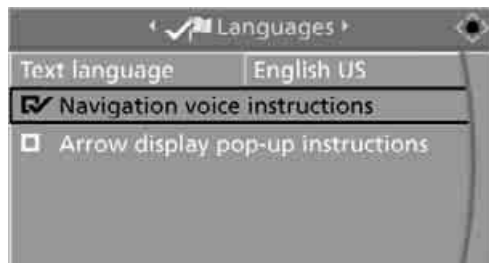 Languages
Text language English US
Navigation voice instructions
Arrow display pop-up instructions